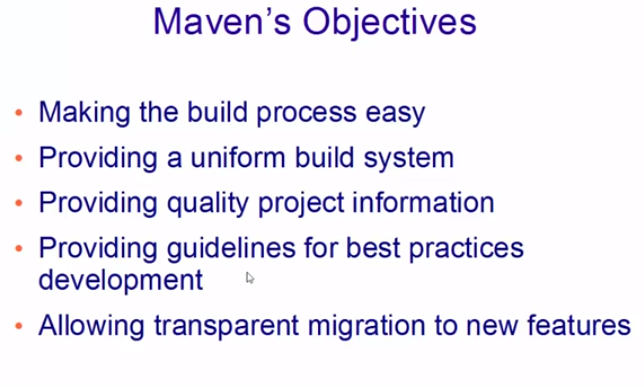 Maven's Objectives
• Making the build process easy
• Providing a uniform build system
• Providing quality project information
• Providing guidelines for best practices
development
• Allowing transparent migration to new features